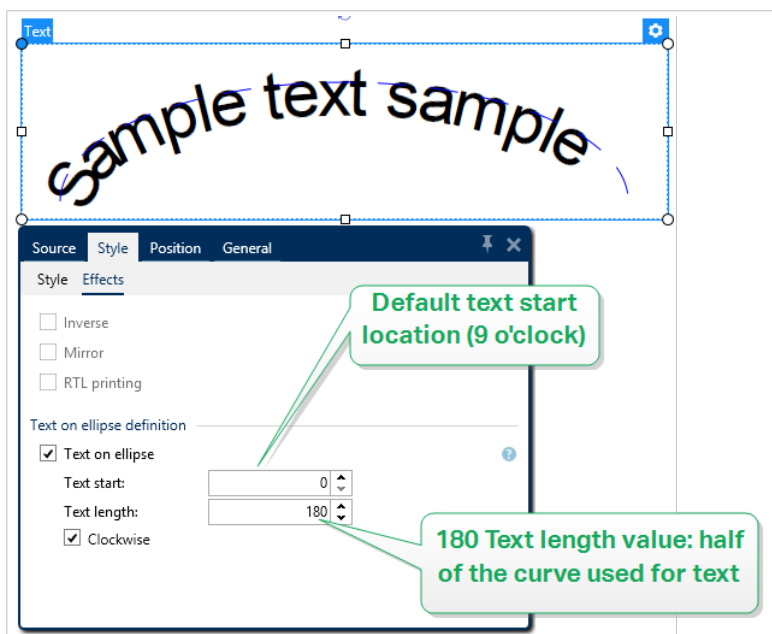 Text
Sample text sample
Source Style Position General
Style Effects
Inverse
Mirror
RTL printing
Default text start
location (9 o'clock)
Text on ellipse definition
Text on ellipse
?
Text start: 0
Text length: 180
Clockwise
180 Text length value: half
of the curve used for text